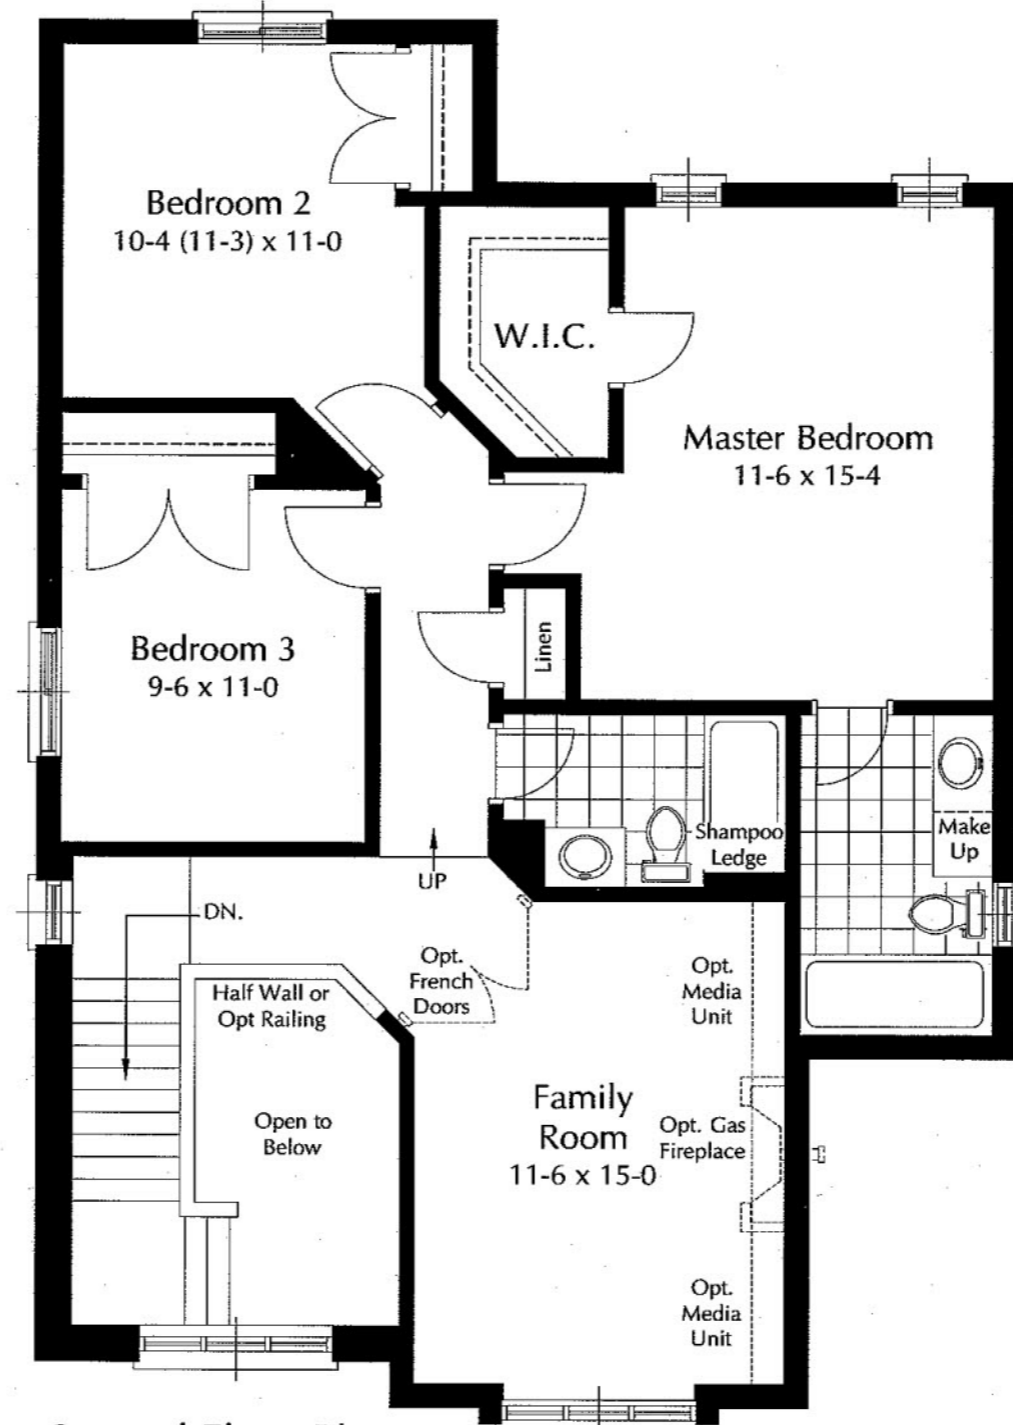 Bedroom 2
10-4 (11-3) x 11-0
W.I.C.
Master Bedroom
11-6 x 15-4
Bedroom 3
9-6 x 11-0
Linen
Shampoo
Ledge
Make
Up
UP
DN.
Opt.
French
Doors
Half Wall or
Opt Railing
Open to
Below
Opt.
Media
Unit
Family
Room
11-6 x 15-0
Opt. Gas
Fireplace
Opt.
Media
Unit